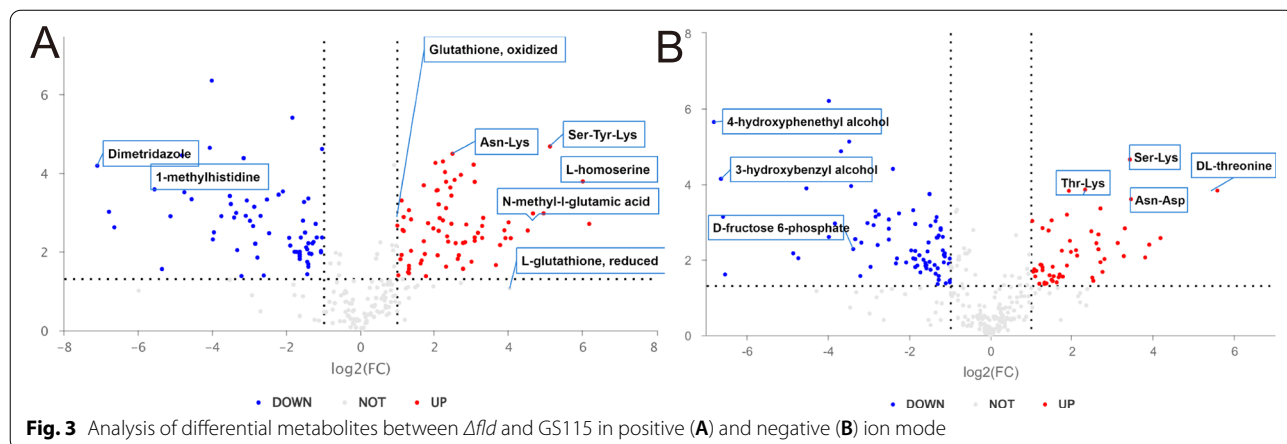 A
Glutathione, oxidized
Asn-Lys
Ser-Tyr-Lys
Dimetridazole
L-homoserine
1-methylhistidine
N-methyl-l-glutamic acid
L-glutathione, reduced
6
4
2
0
−8 −6 −4 −2 0 2 4 6 8
log2(FC)
DOWN NOT UP
B
8
6
4
2
0
4-hydroxyphenethyl alcohol
Ser-Lys
DL-threonine
3-hydroxybenzyl alcohol
Thr-Lys
Asn-Asp
D-fructose 6-phosphate
-6 -4 -2 0 2 4 6
log2(FC)
DOWN NOT UP
Fig. 3 Analysis of differential metabolites between Δfld and GS115 in positive (A) and negative (B) ion mode